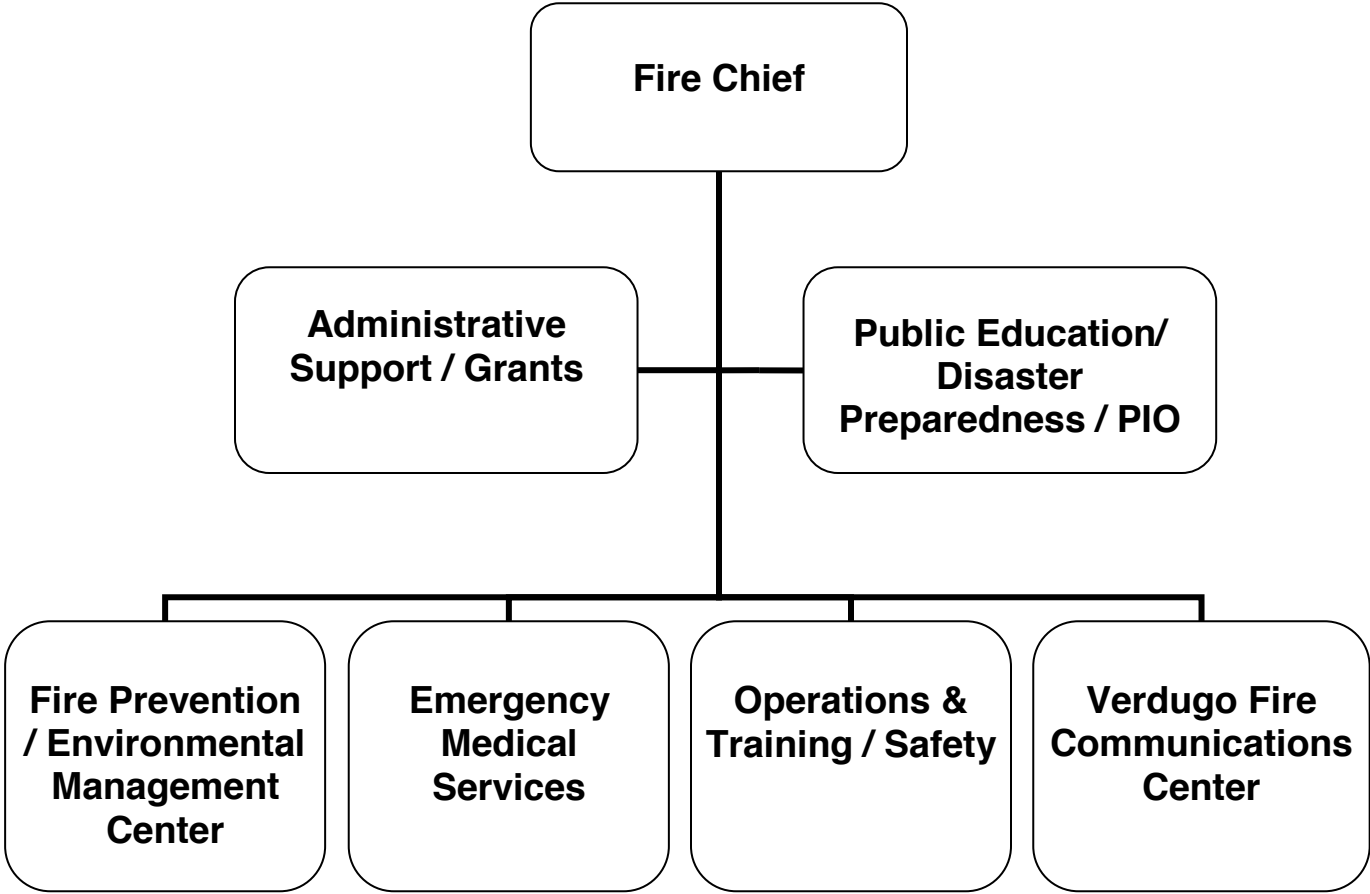 Fire Chief
Administrative
Support / Grants
Public Education/
Disaster
Preparedness / PIO
Fire Prevention
/ Environmental
Management
Center
Emergency
Medical
Services
Operations &
Training / Safety
Verdugo Fire
Communications
Center